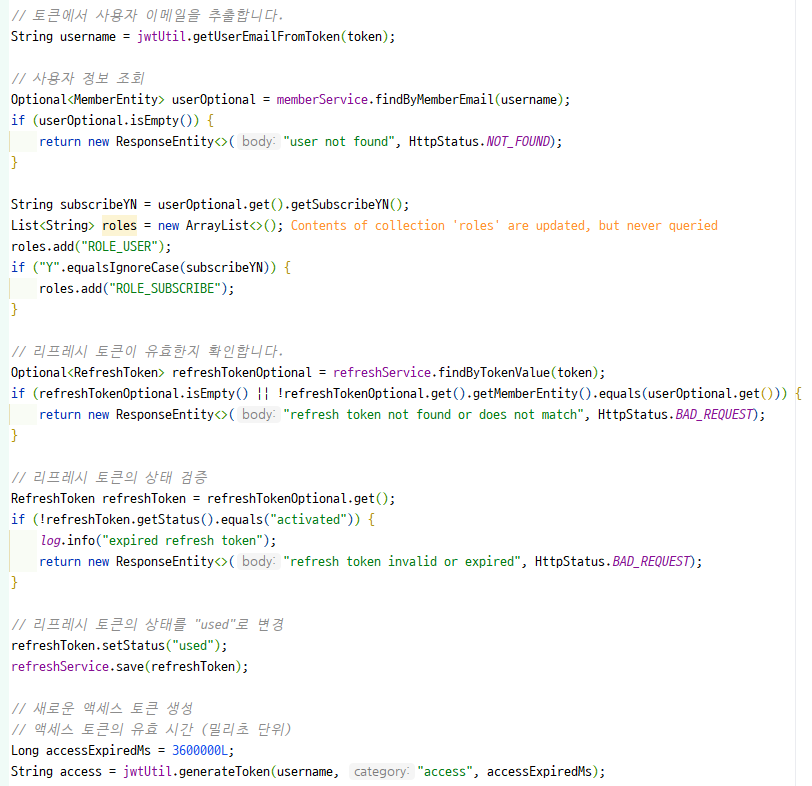 // 토큰에서 사용자 이메일을 추출합니다.
String username = jwtUtil.getUserEmailFromToken(token);
// 사용자 정보 조회
Optional<MemberEntity> userOptional = memberService.findByMemberEmail(username);
if (userOptional.isEmpty()) {
    return new ResponseEntity<>( body: "user not found", HttpStatus.NOT_FOUND);
}
String subscribeYN = userOptional.get().getSubscribeYN();
List<String> roles = new ArrayList<>(); Contents of collection 'roles' are updated, but never queried
roles.add("ROLE_USER");
if ("Y".equalsIgnoreCase(subscribeYN)) {
    roles.add("ROLE_SUBSCRIBE");
}
// 리프레시 토큰이 유효한지 확인합니다.
Optional<RefreshToken> refreshTokenOptional = refreshService.findByTokenValue(token);
if (refreshTokenOptional.isEmpty() || !refreshTokenOptional.get().getMemberEntity().equals(userOptional.get())) {
    return new ResponseEntity<>( body: "refresh token not found or does not match", HttpStatus.BAD_REQUEST);
}
// 리프레시 토큰의 상태 검증
RefreshToken refreshToken = refreshTokenOptional.get();
if (!refreshToken.getStatus().equals("activated")) {
    log.info("expired refresh token");
    return new ResponseEntity<>( body: "refresh token invalid or expired", HttpStatus.BAD_REQUEST);
}
// 리프레시 토큰의 상태를 "used"로 변경
refreshToken.setStatus("used");
refreshService.save(refreshToken);
// 새로운 액세스 토큰 생성
// 액세스 토큰의 유효 시간 (밀리초 단위)
Long accessExpiredMs = 3600000L;
String access = jwtUtil.generateToken(username, category: "access", accessExpiredMs);